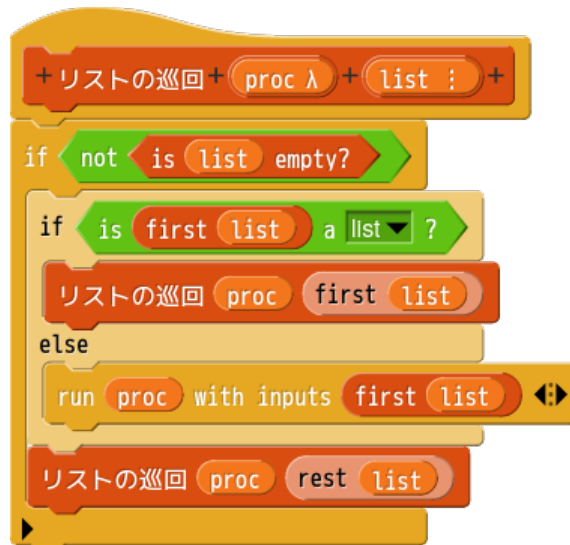 +リストの巡回+ proc λ + list ⋮ +
if not is list empty?
if is first list a list ?
リストの巡回 proc first list
else
run proc with inputs first list
リストの巡回 proc rest list